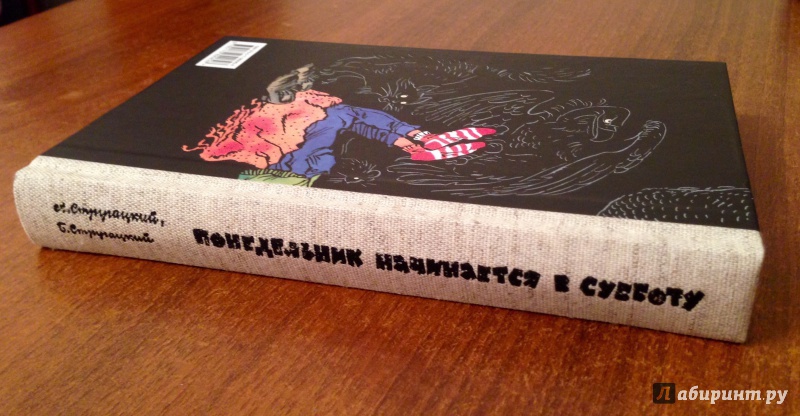 А.Стругацкий,
Б.Стругацкий
ПОНЕДЕЛЬНИК НАЧИНАЕТСЯ В СУББОТУ
Лабиринт.ру